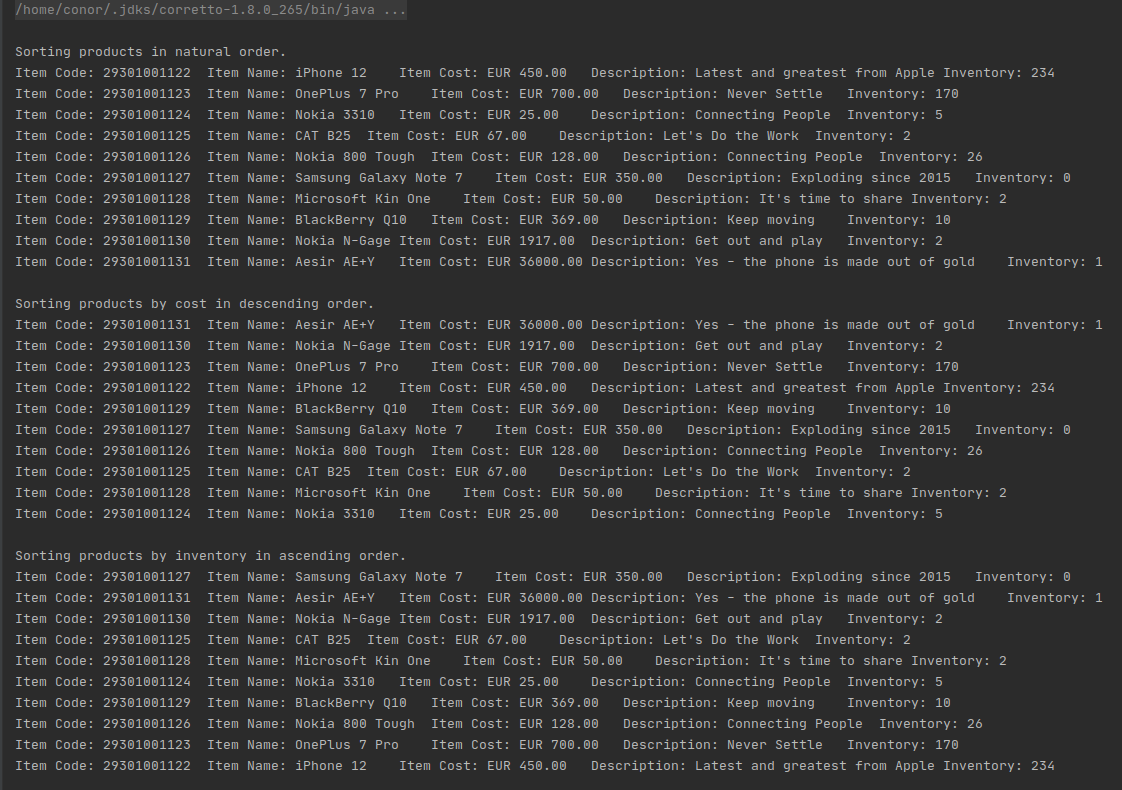 /home/conor/.jdks/corretto-1.8.0_265/bin/java ...
Sorting products in natural order.
Item Code: 29301001122  Item Name: iPhone 12    Item Cost: EUR 450.00   Description: Latest and greatest from Apple Inventory: 234
Item Code: 29301001123  Item Name: OnePlus 7 Pro    Item Cost: EUR 700.00   Description: Never Settle   Inventory: 170
Item Code: 29301001124  Item Name: Nokia 3310   Item Cost: EUR 25.00    Description: Connecting People  Inventory: 5
Item Code: 29301001125  Item Name: CAT B25  Item Cost: EUR 67.00    Description: Let's Do the Work  Inventory: 2
Item Code: 29301001126  Item Name: Nokia 800 Tough  Item Cost: EUR 128.00   Description: Connecting People  Inventory: 26
Item Code: 29301001127  Item Name: Samsung Galaxy Note 7    Item Cost: EUR 350.00   Description: Exploding since 2015   Inventory: 0
Item Code: 29301001128  Item Name: Microsoft Kin One    Item Cost: EUR 50.00    Description: It's time to share Inventory: 2
Item Code: 29301001129  Item Name: BlackBerry Q10   Item Cost: EUR 369.00   Description: Keep moving    Inventory: 10
Item Code: 29301001130  Item Name: Nokia N-Gage Item Cost: EUR 1917.00  Description: Get out and play   Inventory: 2
Item Code: 29301001131  Item Name: Aesir AE+Y   Item Cost: EUR 36000.00 Description: Yes - the phone is made out of gold    Inventory: 1
Sorting products by cost in descending order.
Item Code: 29301001131  Item Name: Aesir AE+Y   Item Cost: EUR 36000.00 Description: Yes - the phone is made out of gold    Inventory: 1
Item Code: 29301001130  Item Name: Nokia N-Gage Item Cost: EUR 1917.00  Description: Get out and play   Inventory: 2
Item Code: 29301001123  Item Name: OnePlus 7 Pro    Item Cost: EUR 700.00   Description: Never Settle   Inventory: 170
Item Code: 29301001122  Item Name: iPhone 12    Item Cost: EUR 450.00   Description: Latest and greatest from Apple Inventory: 234
Item Code: 29301001129  Item Name: BlackBerry Q10   Item Cost: EUR 369.00   Description: Keep moving    Inventory: 10
Item Code: 29301001127  Item Name: Samsung Galaxy Note 7    Item Cost: EUR 350.00   Description: Exploding since 2015   Inventory: 0
Item Code: 29301001126  Item Name: Nokia 800 Tough  Item Cost: EUR 128.00   Description: Connecting People  Inventory: 26
Item Code: 29301001125  Item Name: CAT B25  Item Cost: EUR 67.00    Description: Let's Do the Work  Inventory: 2
Item Code: 29301001128  Item Name: Microsoft Kin One    Item Cost: EUR 50.00    Description: It's time to share Inventory: 2
Item Code: 29301001124  Item Name: Nokia 3310   Item Cost: EUR 25.00    Description: Connecting People  Inventory: 5
Sorting products by inventory in ascending order.
Item Code: 29301001127  Item Name: Samsung Galaxy Note 7    Item Cost: EUR 350.00   Description: Exploding since 2015   Inventory: 0
Item Code: 29301001131  Item Name: Aesir AE+Y   Item Cost: EUR 36000.00 Description: Yes - the phone is made out of gold    Inventory: 1
Item Code: 29301001130  Item Name: Nokia N-Gage Item Cost: EUR 1917.00  Description: Get out and play   Inventory: 2
Item Code: 29301001125  Item Name: CAT B25  Item Cost: EUR 67.00    Description: Let's Do the Work  Inventory: 2
Item Code: 29301001128  Item Name: Microsoft Kin One    Item Cost: EUR 50.00    Description: It's time to share Inventory: 2
Item Code: 29301001124  Item Name: Nokia 3310   Item Cost: EUR 25.00    Description: Connecting People  Inventory: 5
Item Code: 29301001129  Item Name: BlackBerry Q10   Item Cost: EUR 369.00   Description: Keep moving    Inventory: 10
Item Code: 29301001126  Item Name: Nokia 800 Tough  Item Cost: EUR 128.00   Description: Connecting People  Inventory: 26
Item Code: 29301001123  Item Name: OnePlus 7 Pro    Item Cost: EUR 700.00   Description: Never Settle   Inventory: 170
Item Code: 29301001122  Item Name: iPhone 12    Item Cost: EUR 450.00   Description: Latest and greatest from Apple Inventory: 234